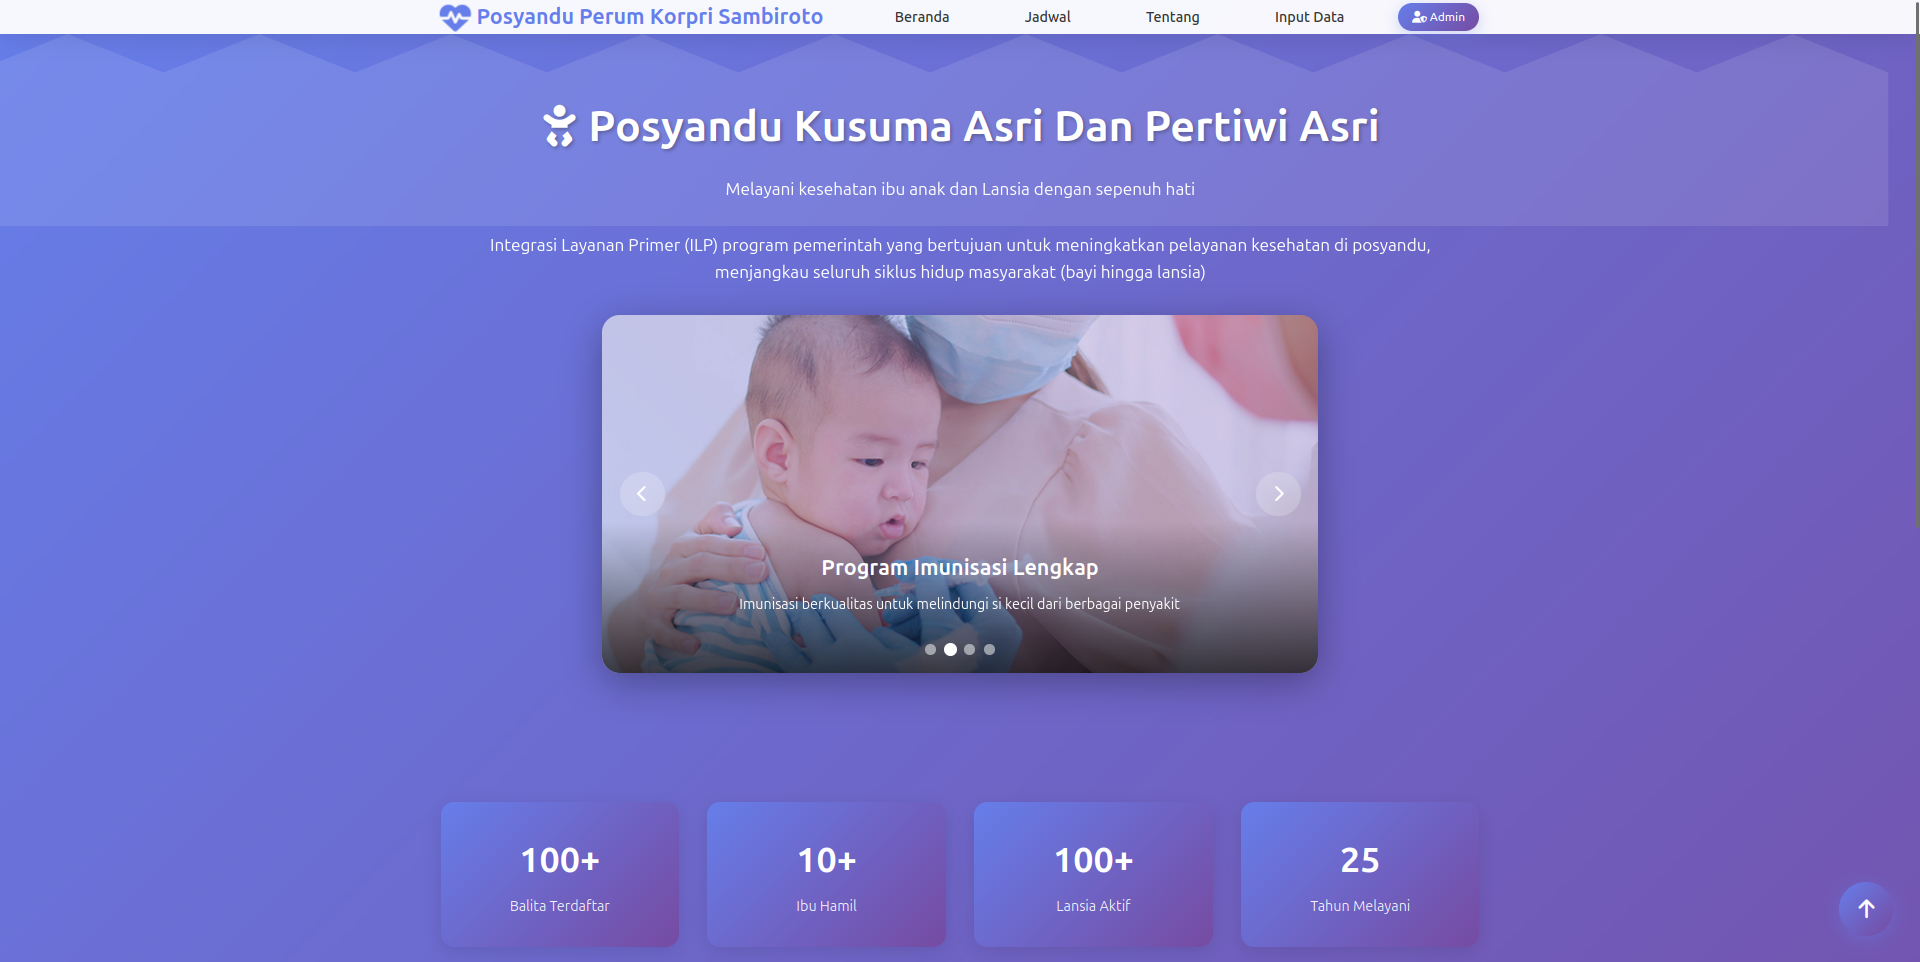 Posyandu Perum Korpri Sambiroto
Beranda
Jadwal
Tentang
Input Data
Admin
Posyandu Kusuma Asri Dan Pertiwi Asri
Melayani kesehatan ibu anak dan Lansia dengan sepenuh hati
Integrasi Layanan Primer (ILP) program pemerintah yang bertujuan untuk meningkatkan pelayanan kesehatan di posyandu,
menjangkau seluruh siklus hidup masyarakat (bayi hingga lansia)
Program Imunisasi Lengkap
Imunisasi berkualitas untuk melindungi si kecil dari berbagai penyakit
100+
Balita Terdaftar
10+
Ibu Hamil
100+
Lansia Aktif
25
Tahun Melayani